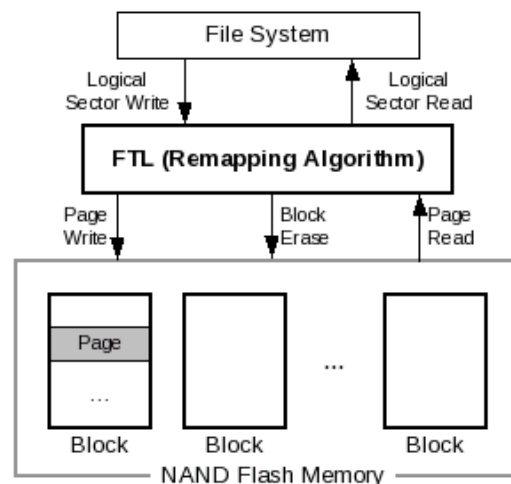 File System
Logical
Sector Write
Logical
Sector Read
FTL (Remapping Algorithm)
Page
Write
Block
Erase
Page
Read
Page
...
...
Block
Block
Block
NAND Flash Memory